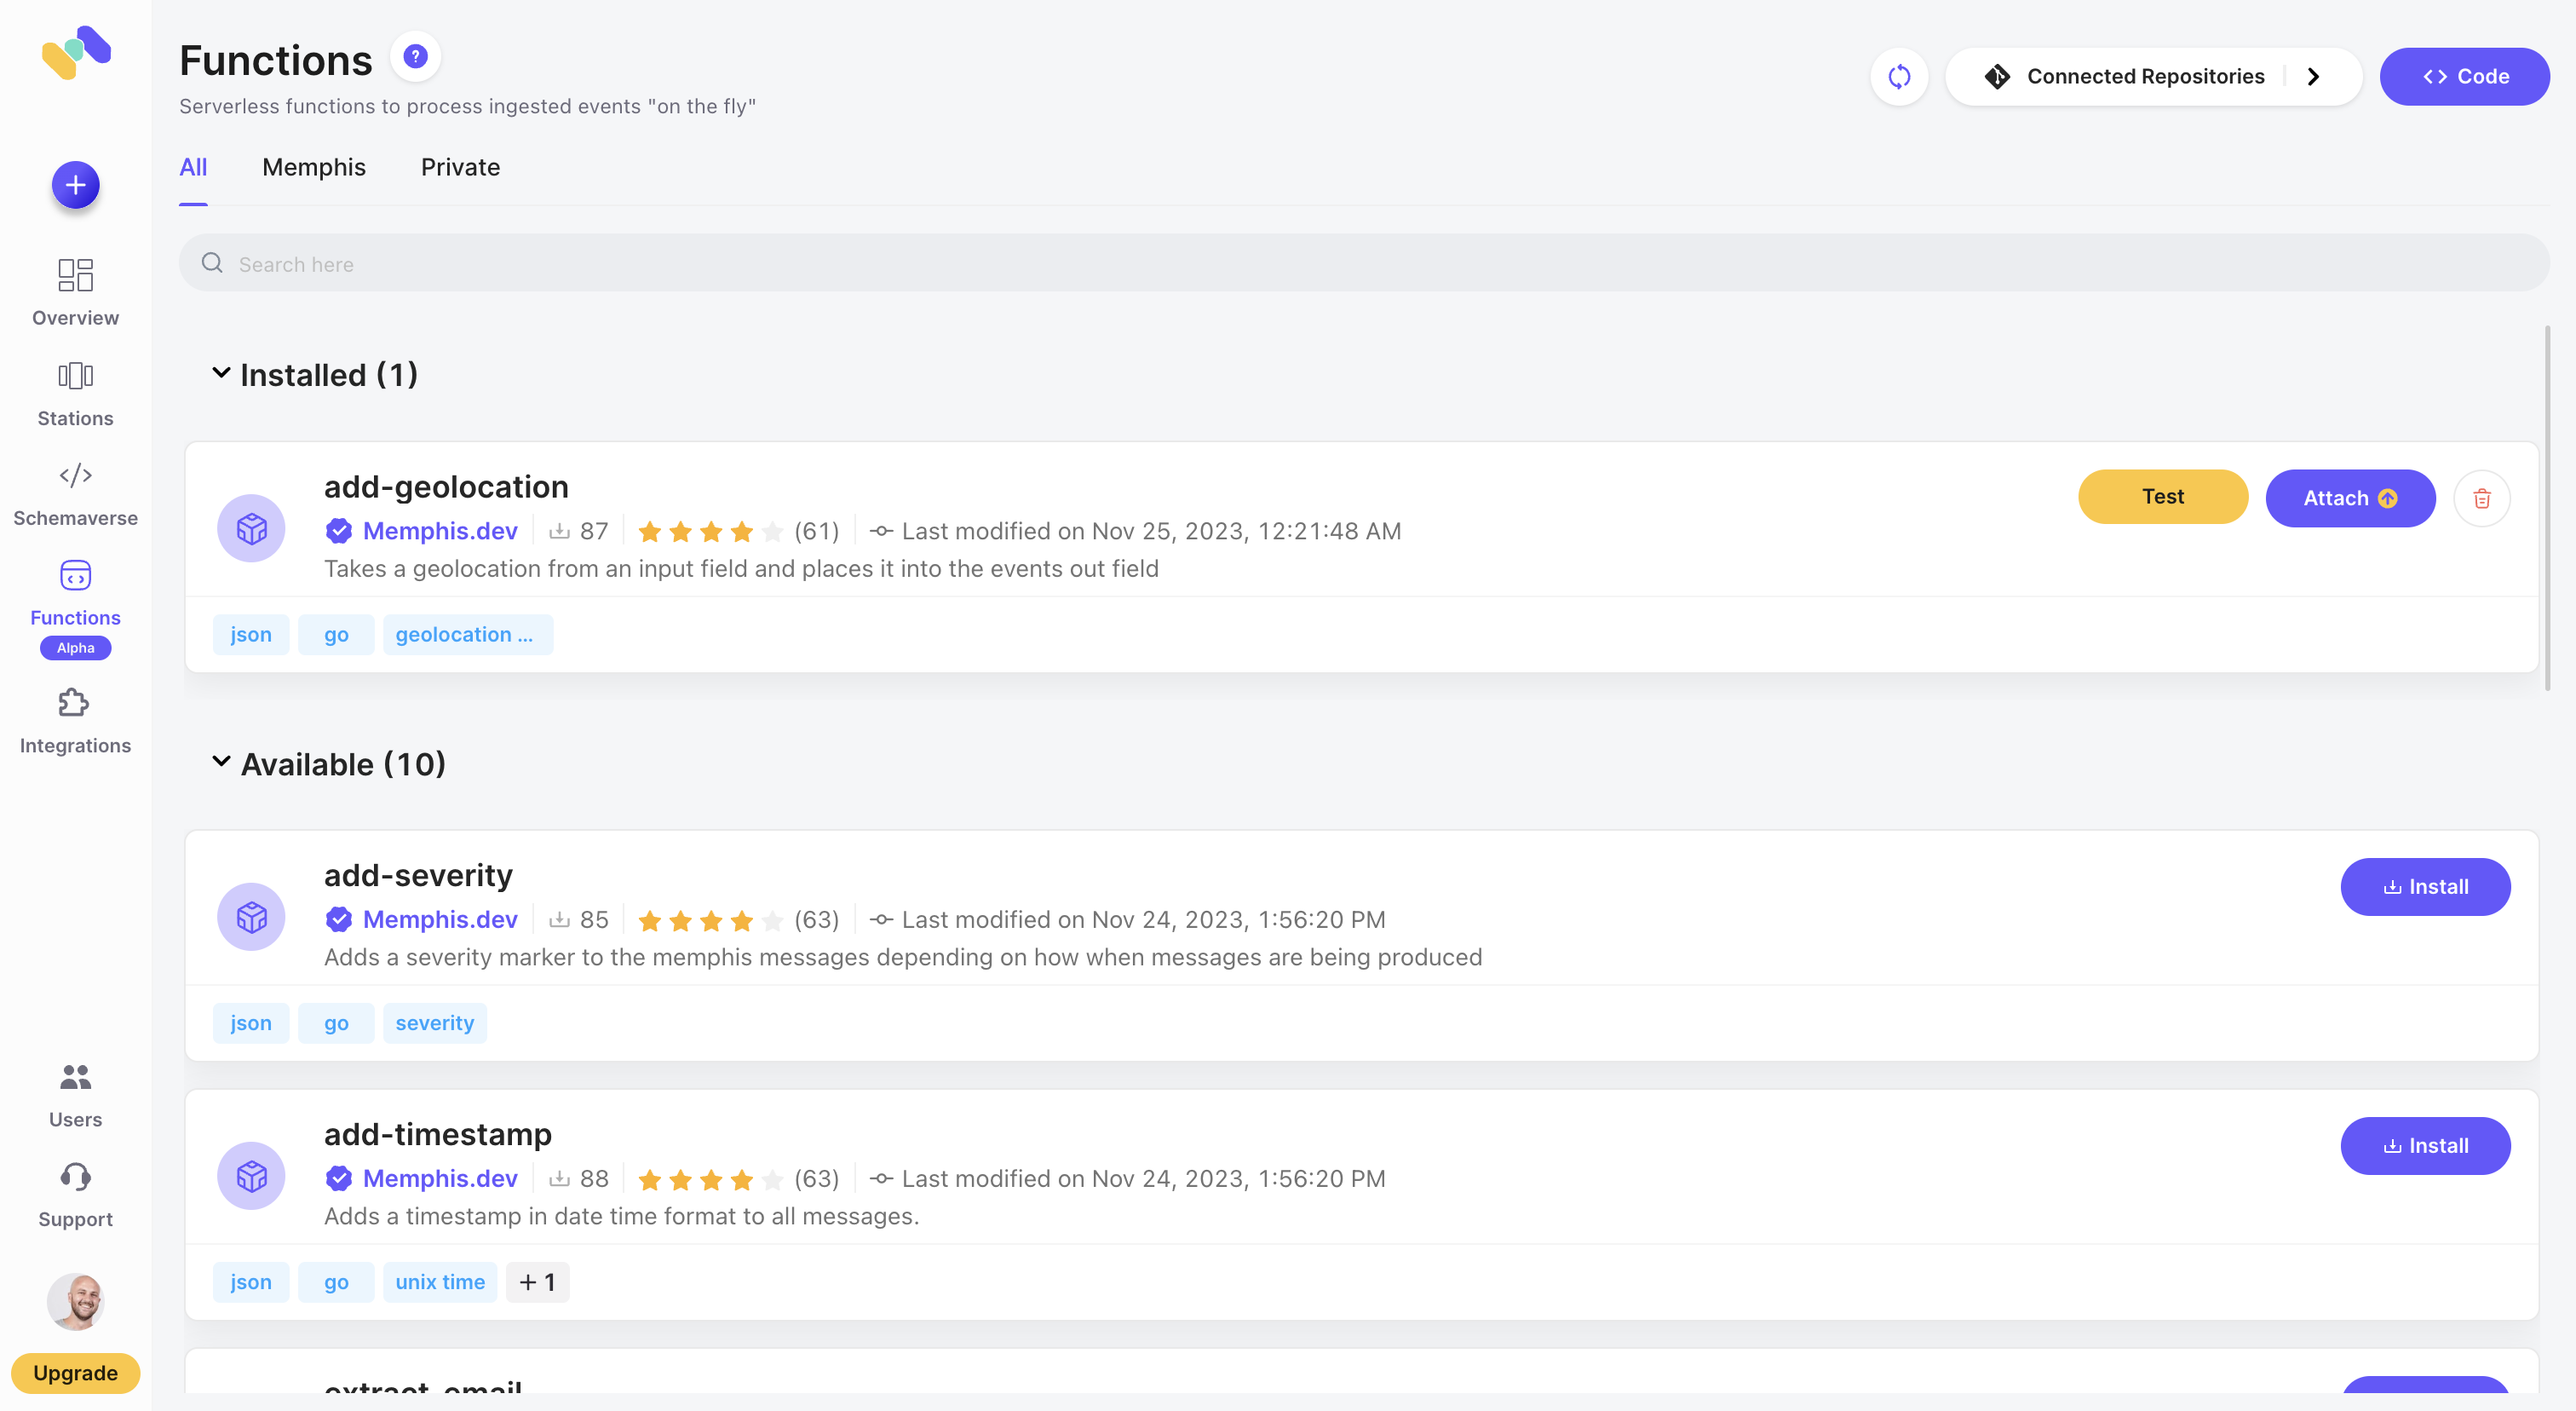 Functions ?
Serverless functions to process ingested events "on the fly"
Connected Repositories
<> Code
All Memphis Private
Search here
Overview
Stations
Schemaverse
Functions
Alpha
Integrations
Users
Support
Upgrade
Installed (1)
add-geolocation
Memphis.dev 87 (61) Last modified on Nov 25, 2023, 12:21:48 AM
Takes a geolocation from an input field and places it into the events out field
Test Attach
json go geolocation ...
Available (10)
add-severity
Memphis.dev 85 (63) Last modified on Nov 24, 2023, 1:56:20 PM
Adds a severity marker to the memphis messages depending on how when messages are being produced
Install
json go severity
add-timestamp
Memphis.dev 88 (63) Last modified on Nov 24, 2023, 1:56:20 PM
Adds a timestamp in date time format to all messages.
Install
json go unix time + 1